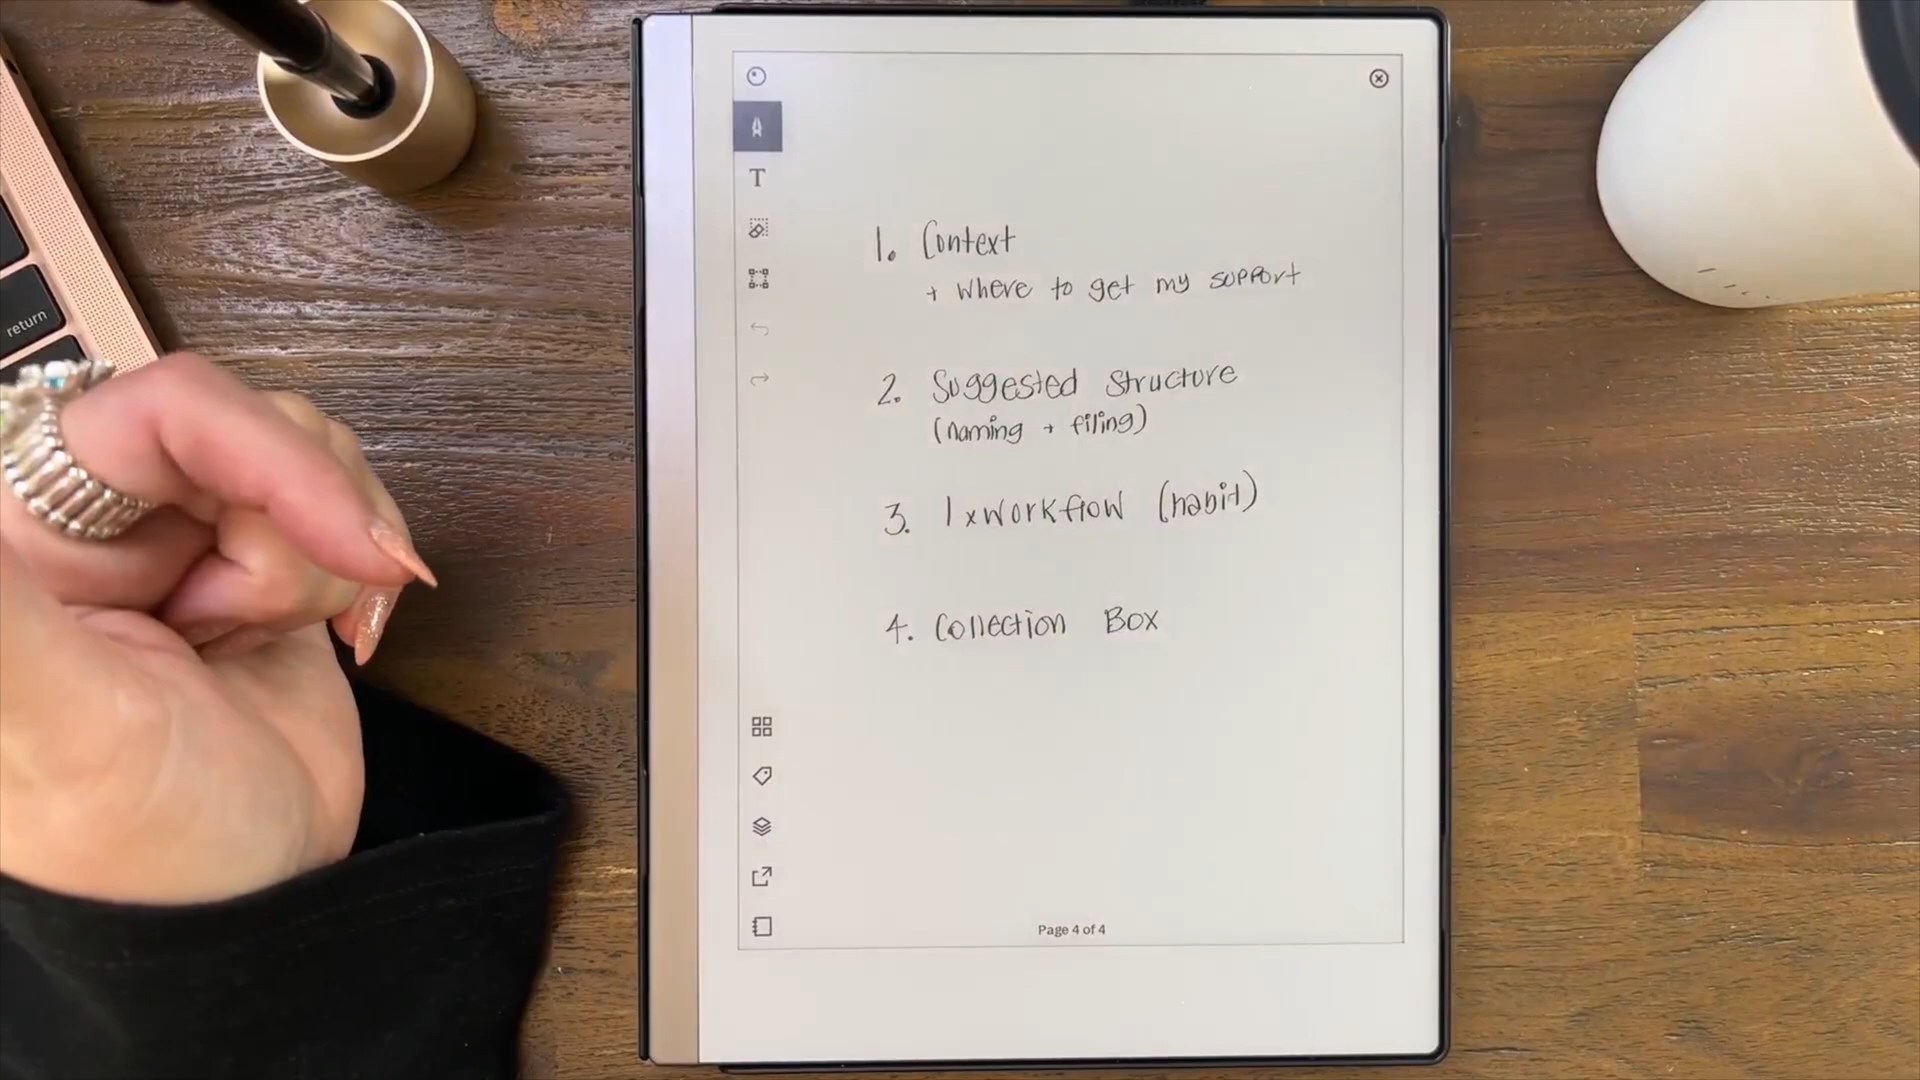 return
T
1. Context
+ where to get my support
2. Suggested structure
(naming + filing)
3. 1x workflow (habit)
4. Collection Box
Page 4 of 4